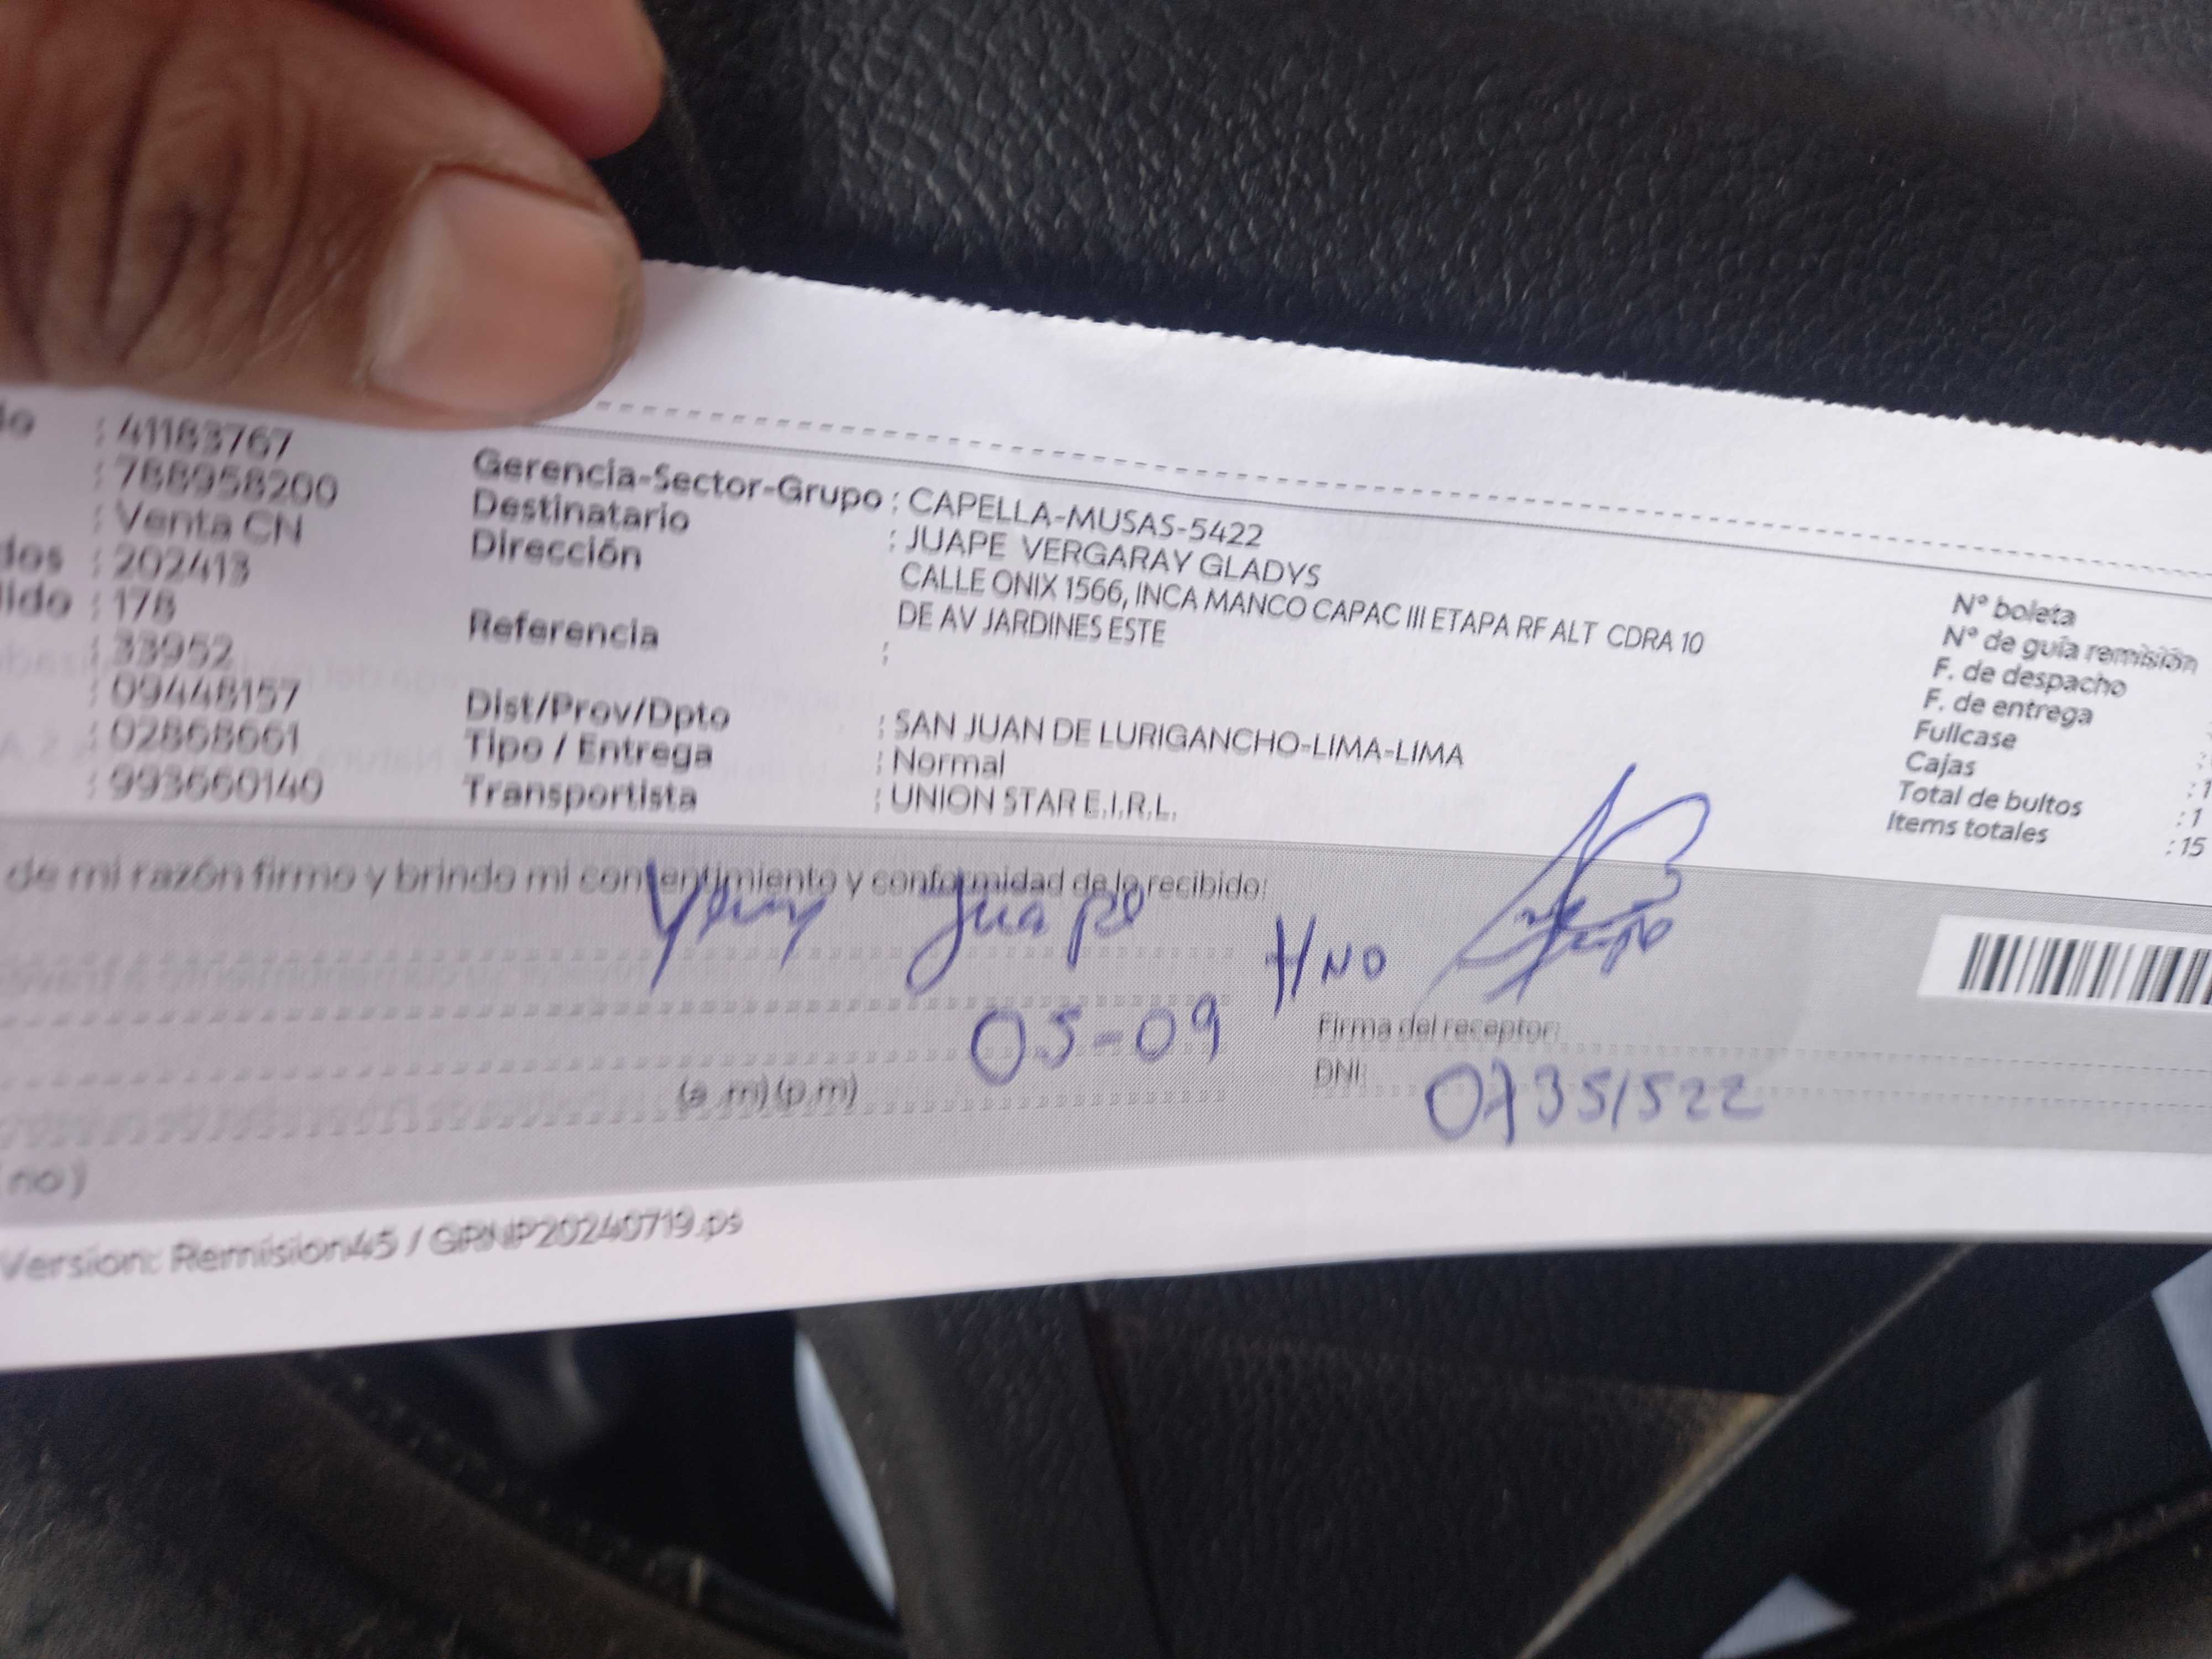 do : 41183767
: 788958200
: Venta CN
dos : 202413
dido : 178
: 33952
: 09448157
: 02868661
: 993660140
Gerencia-Sector-Grupo : CAPELLA-MUSAS-5422
Destinatario : JUAPE VERGARAY GLADYS
Dirección CALLE ONIX 1566, INCA MANCO CAPAC III ETAPA RF ALT CDRA 10
DE AV JARDINES ESTE
Referencia :
Dist/Prov/Dpto : SAN JUAN DE LURIGANCHO-LIMA-LIMA
Tipo / Entrega : Normal
Transportista : UNION STAR E.I.R.L.
N° boleta
N° de guía remisión
F. de despacho
F. de entrega
Fullcase
Cajas : 1
Total de bultos : 1
Items totales : 15
de mi razón firmo y brindo mi consentimiento y conformidad de lo recibido:
Juape HNO
05-09
Firma del receptor:
(a.m)(p.m)
DNI: 07351522
(no)
Version: Remision45 / GRNP20240719.ps